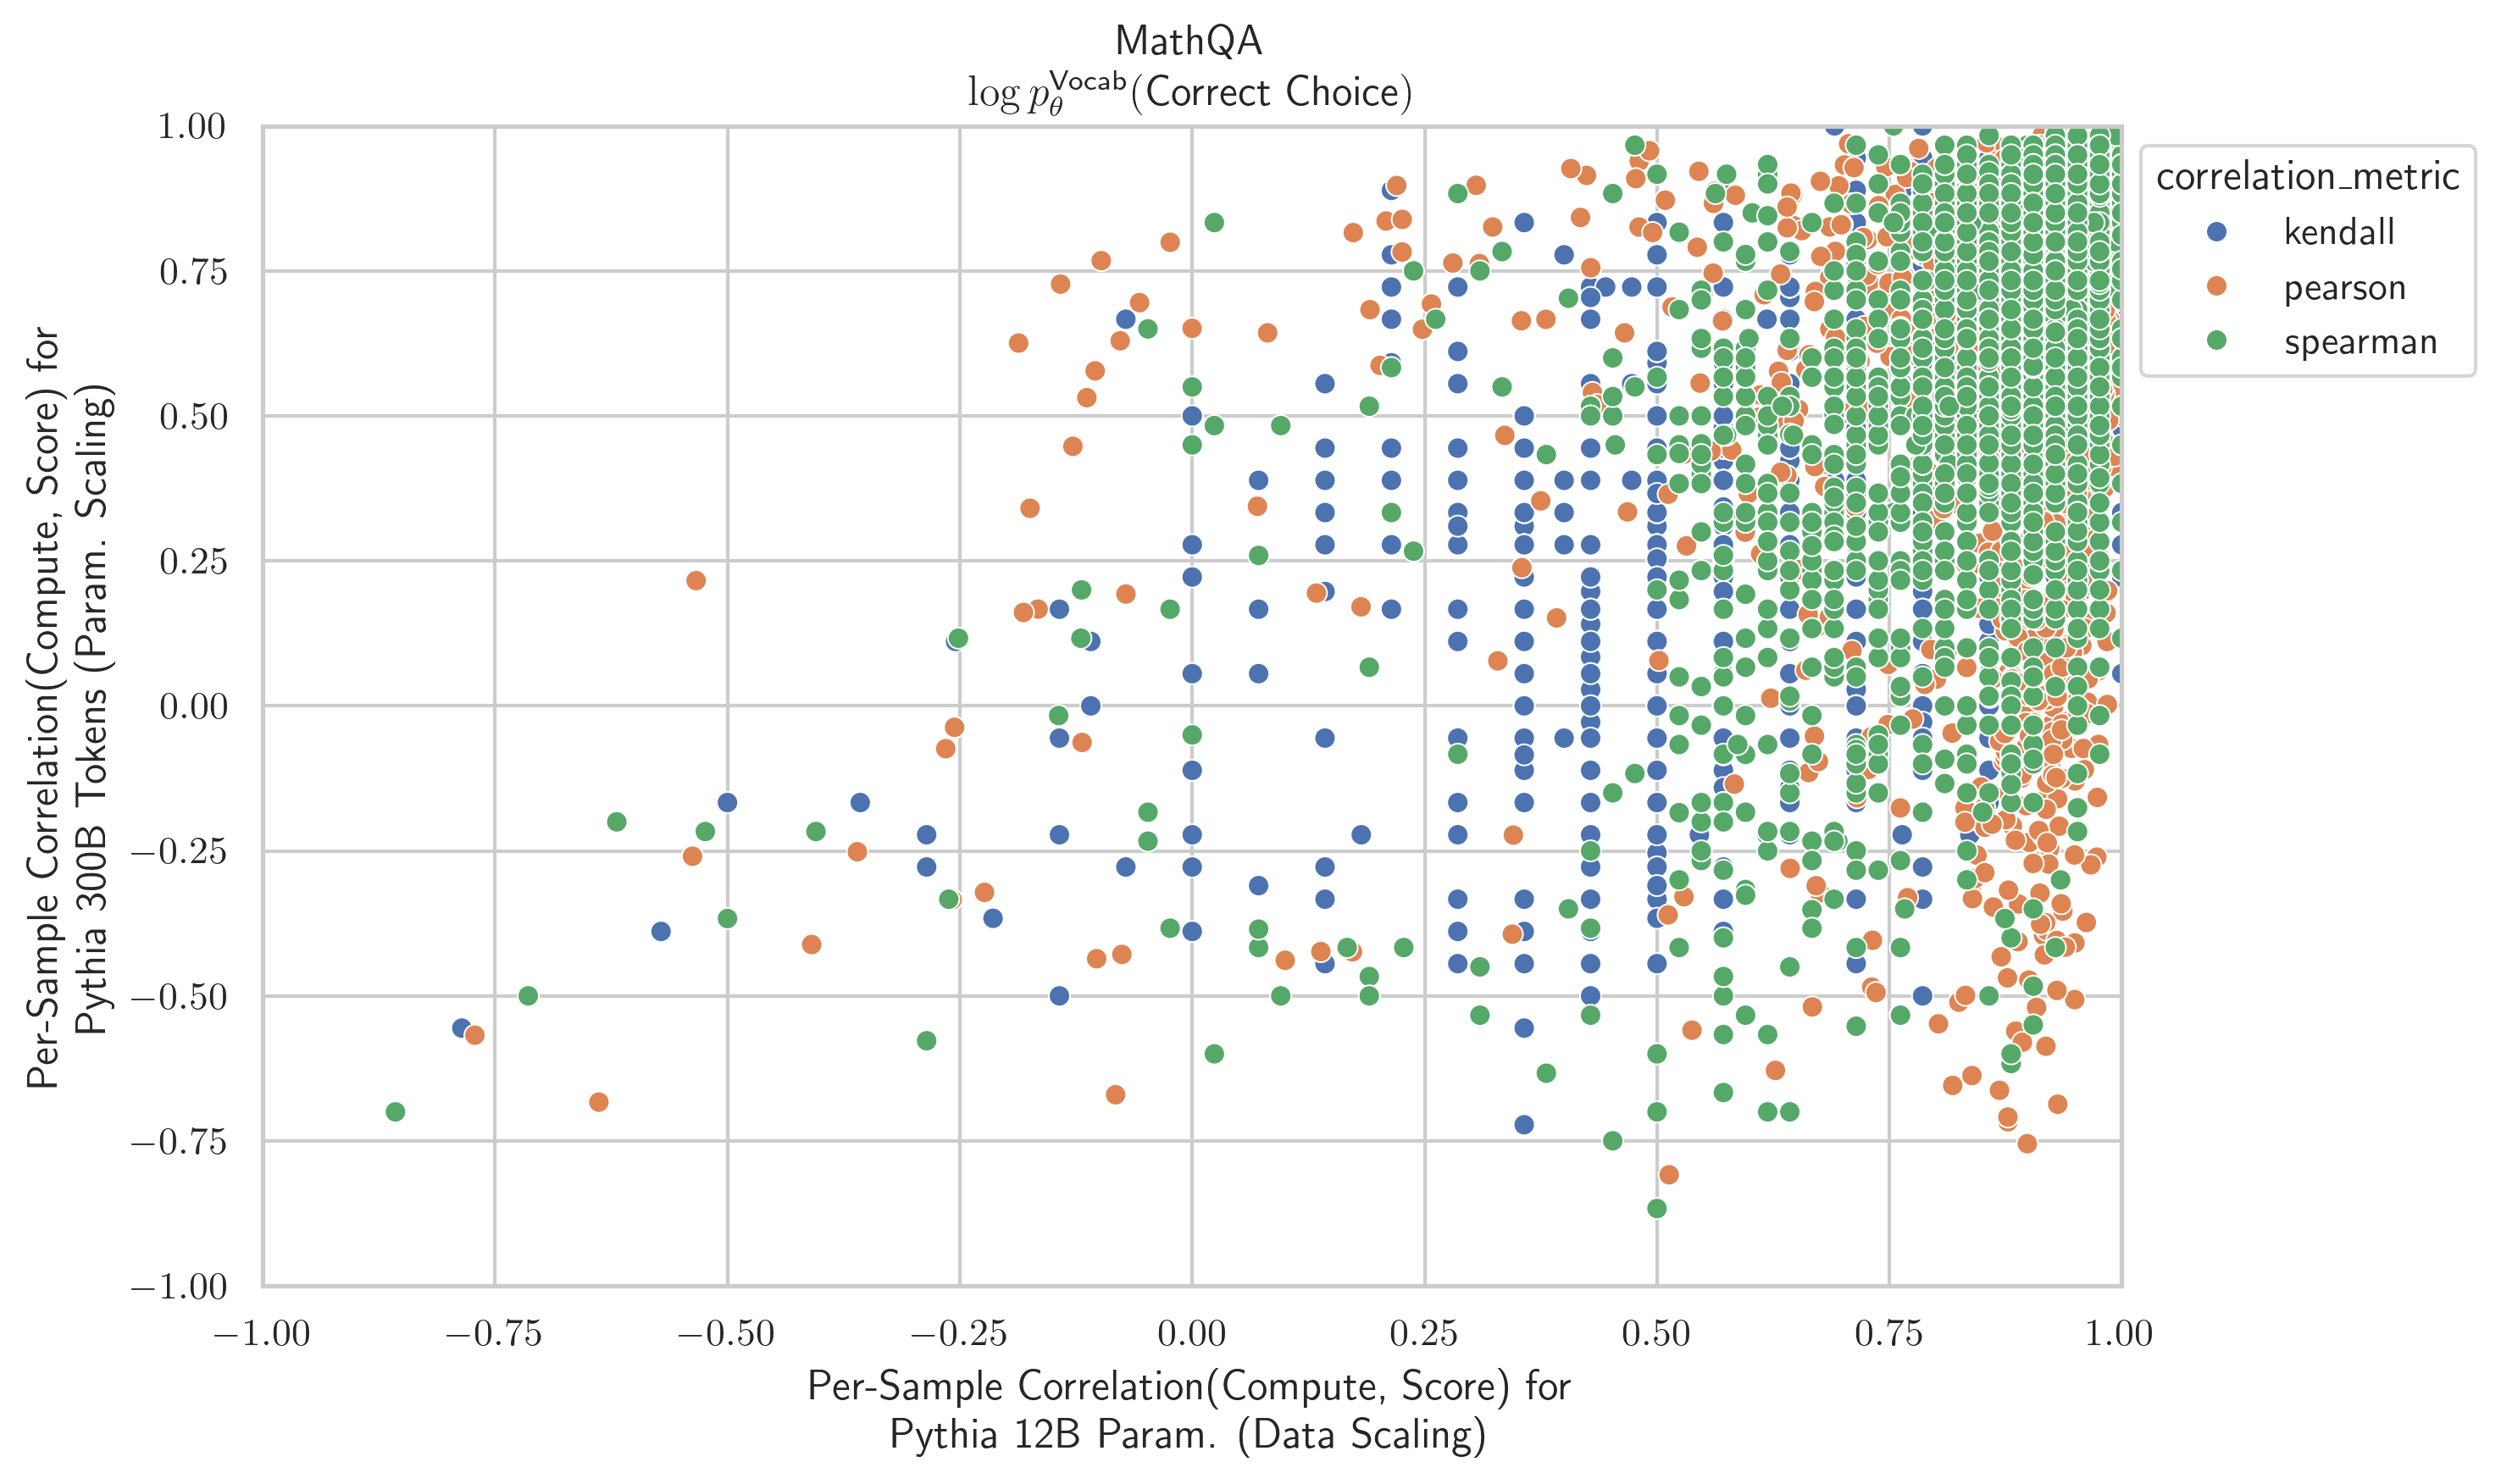 MathQA
log p_θ^Vocab(Correct Choice)
Per-Sample Correlation(Compute, Score) for
Pythia 300B Tokens (Param. Scaling)
1.00
0.75
0.50
0.25
0.00
−0.25
−0.50
−0.75
−1.00
−1.00 −0.75 −0.50 −0.25 0.00 0.25 0.50 0.75 1.00
Per-Sample Correlation(Compute, Score) for
Pythia 12B Param. (Data Scaling)
correlation_metric
kendall
pearson
spearman